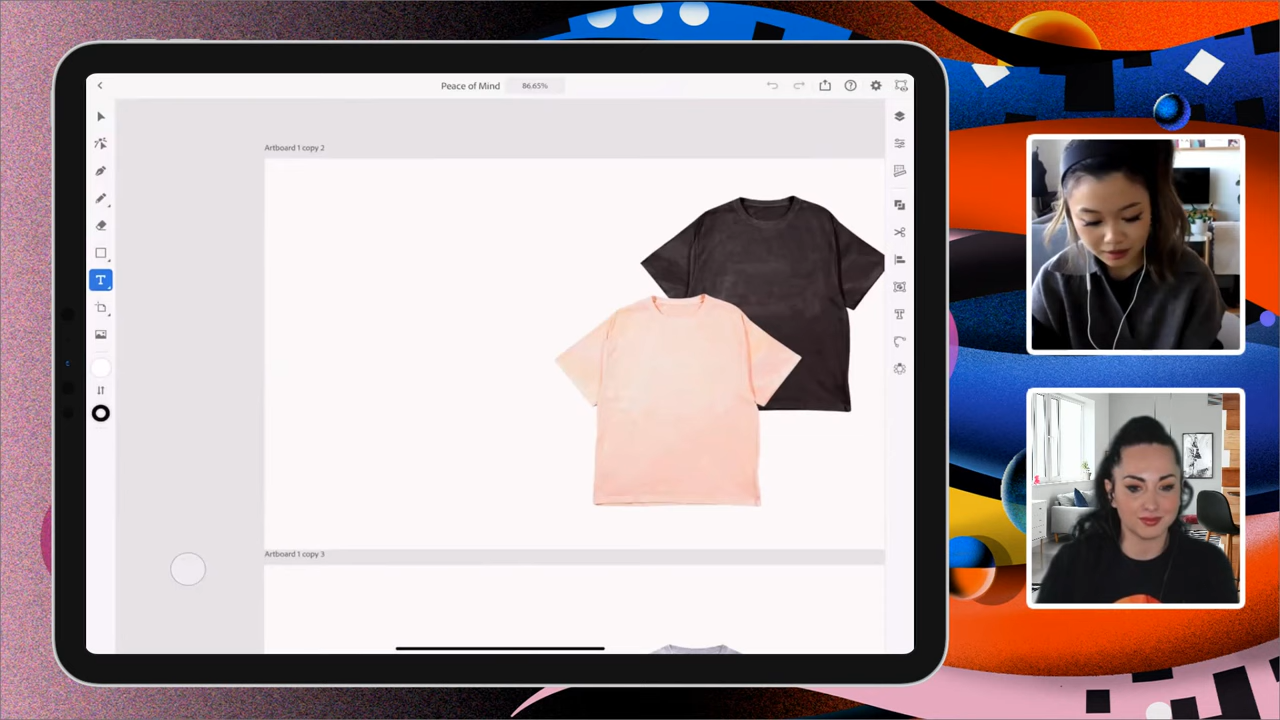 Peace of Mind 86.65%
Artboard 1 copy 2
T
T
Artboard 1 copy 3